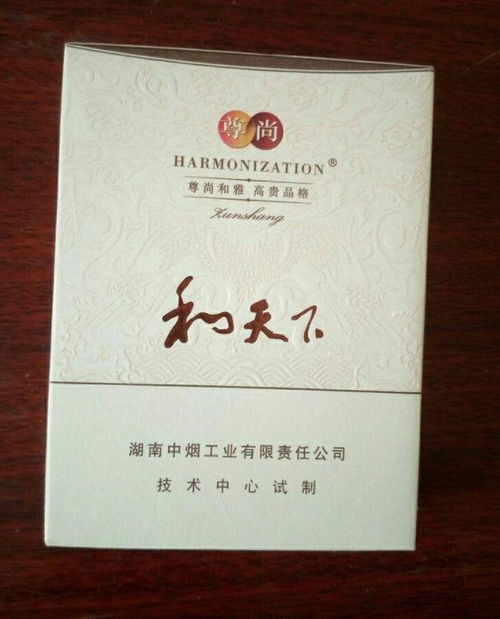 尊尚
HARMONIZATION®
尊尚和雅 高贵品格
Zunshang
和天下
湖南中烟工业有限责任公司
技术中心试制